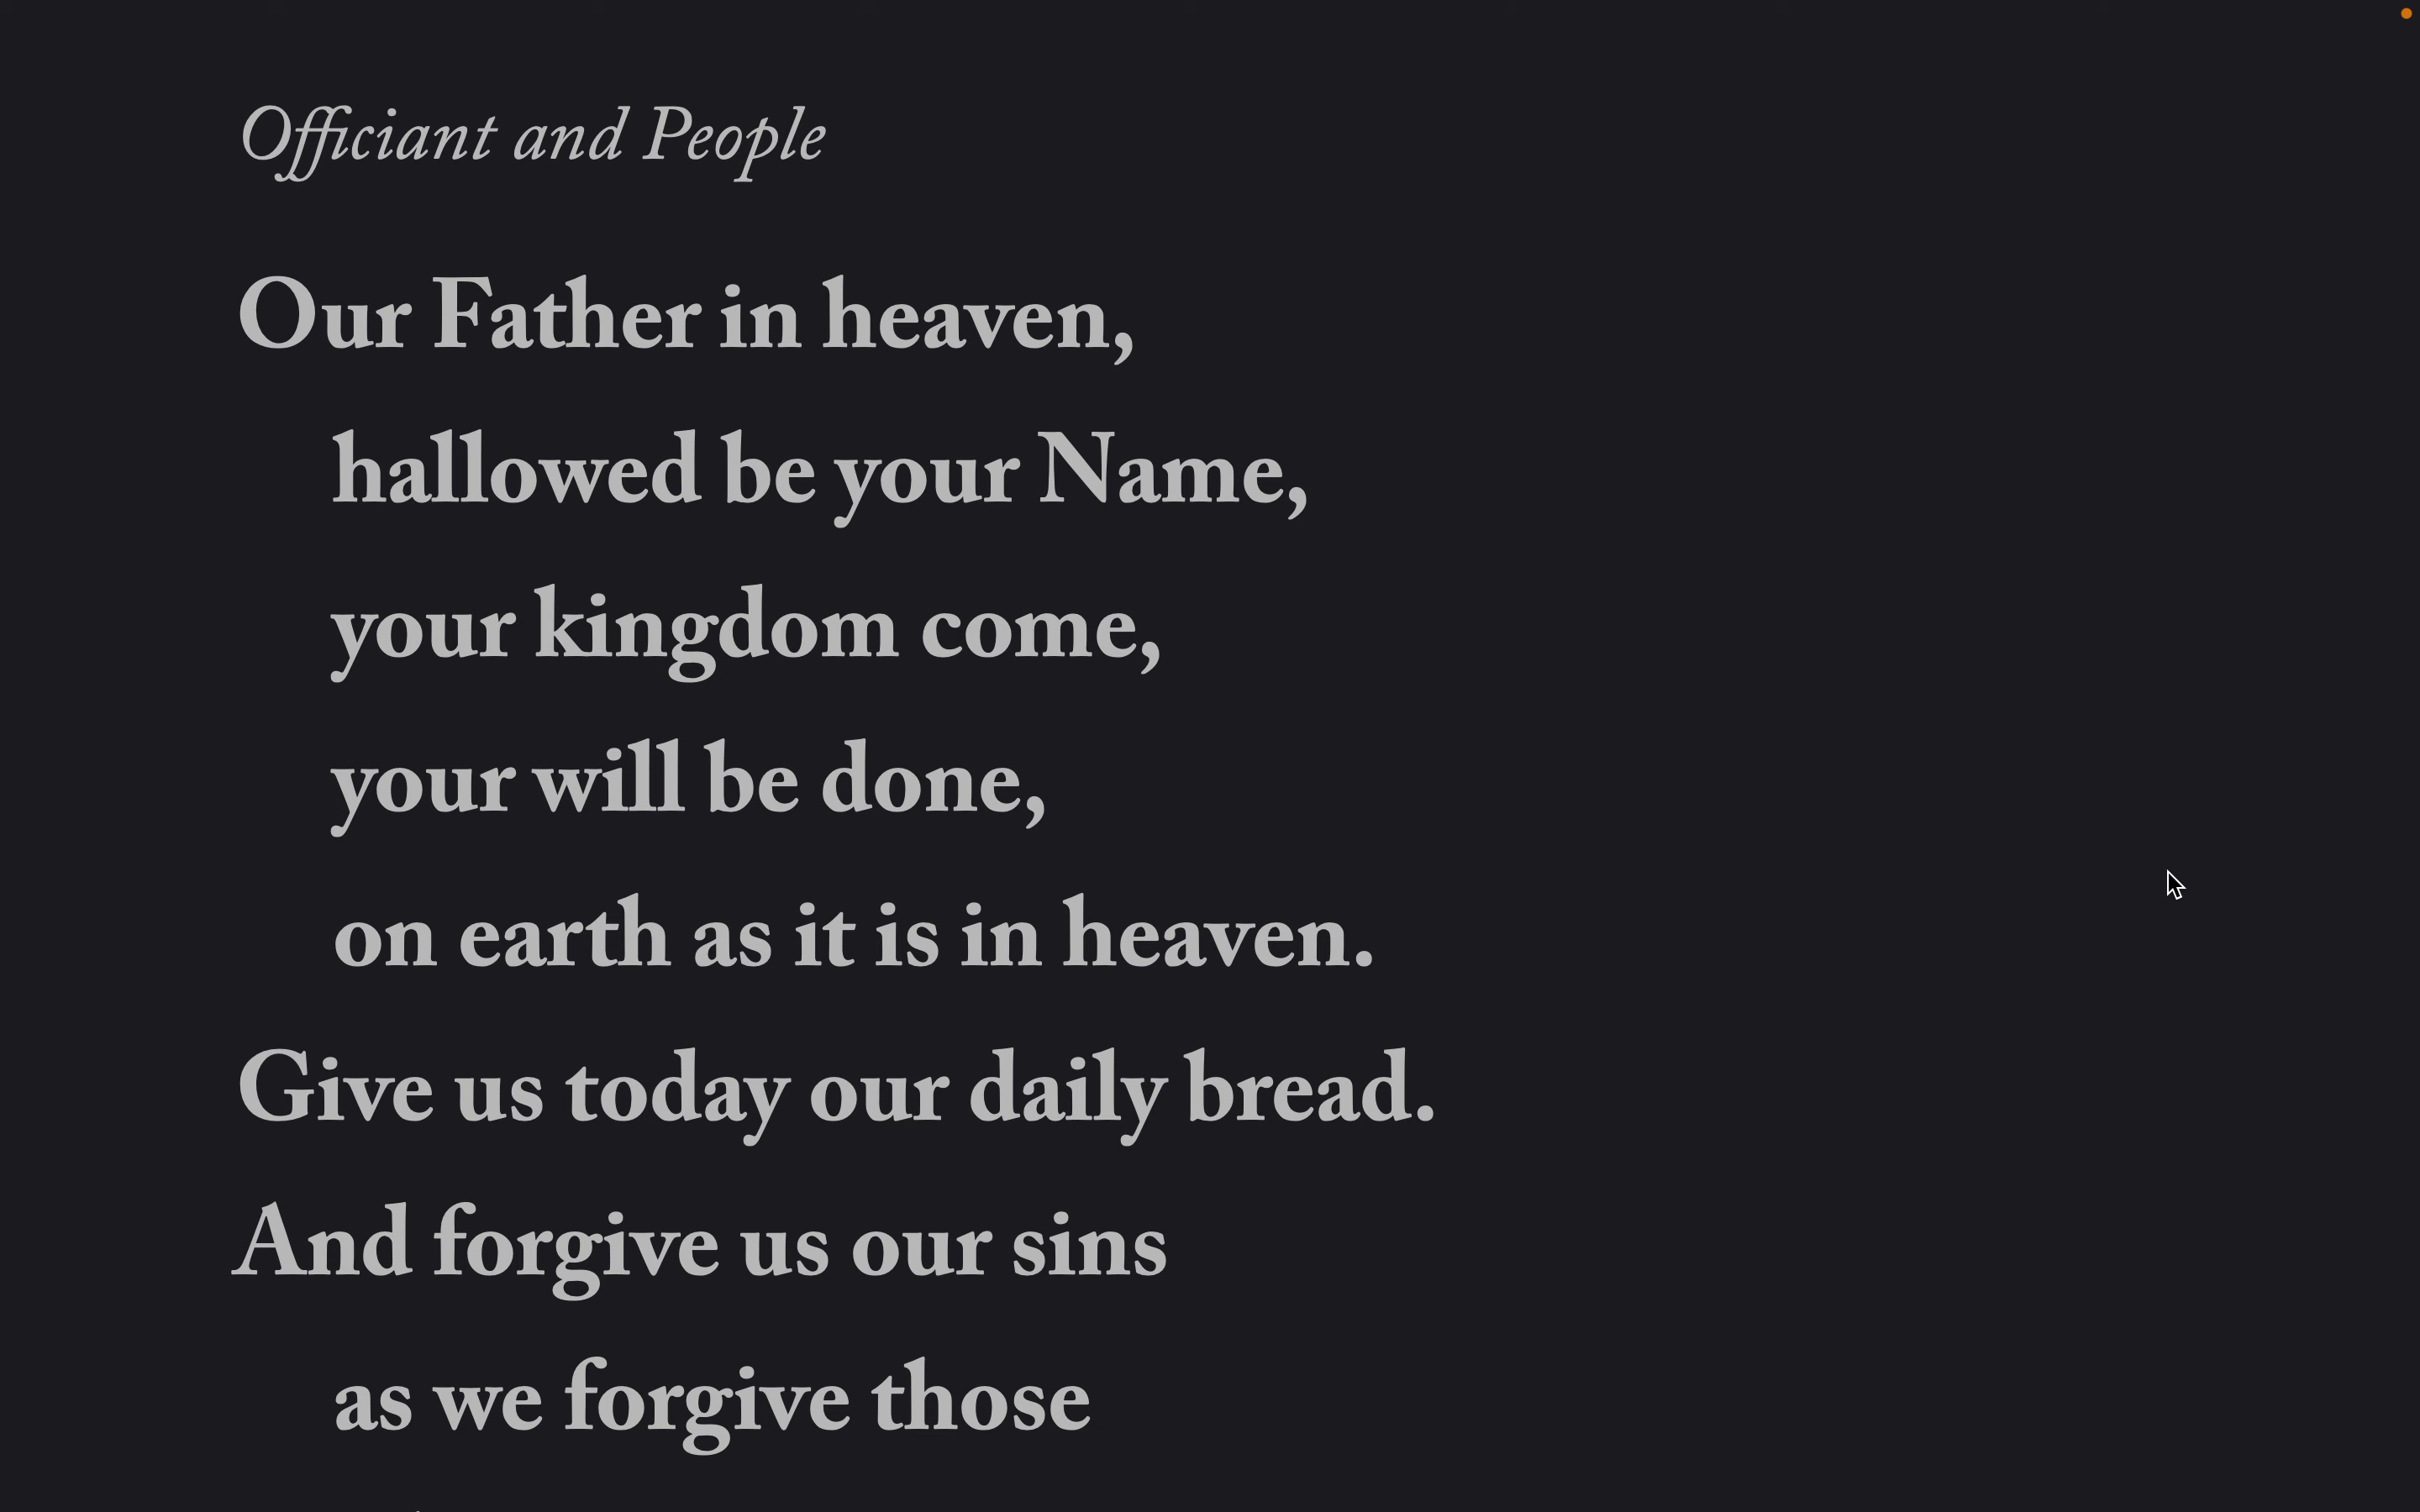 Officiant and People
Our Father in heaven,
hallowed be your Name,
your kingdom come,
your will be done,
on earth as it is in heaven.
Give us today our daily bread.
And forgive us our sins
as we forgive those